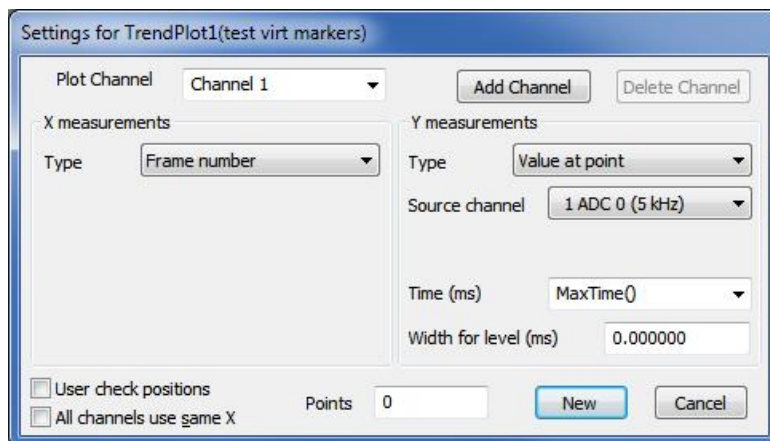 Settings for TrendPlot1(test virt markers)
Plot Channel Channel 1 Add Channel Delete Channel
X measurements
Type Frame number
Y measurements
Type Value at point
Source channel 1 ADC 0 (5 kHz)
Time (ms) MaxTime()
Width for level (ms) 0.000000
User check positions
All channels use same X
Points 0 New Cancel